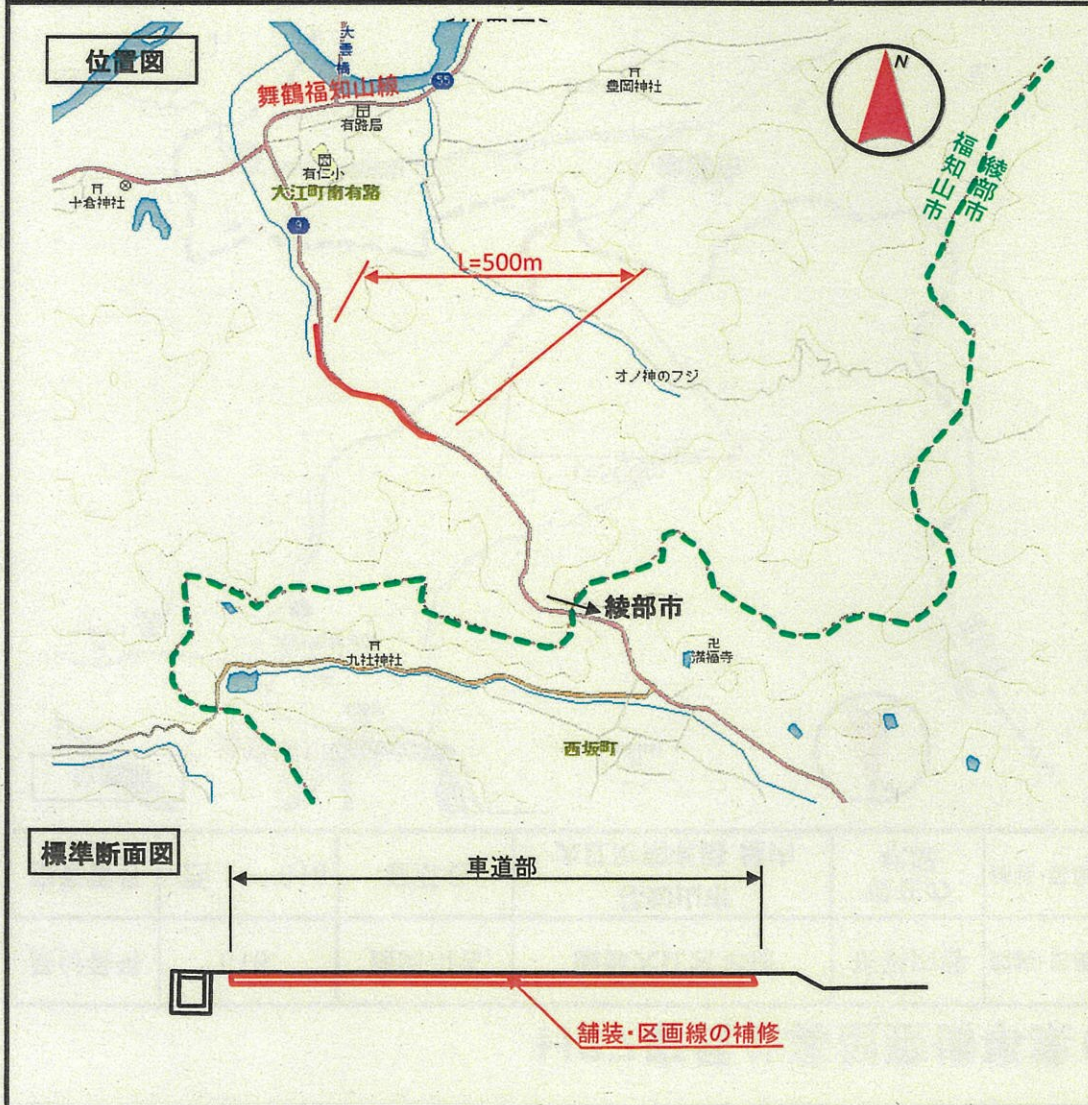 位置図
大雲橋
舞鶴福知山線
55
有路局
豊岡神社
N
有仁小
十倉神社
大江町南有路
9
綾部市
福知山市
L=500m
オノ神のフジ
綾部市
九社神社
満福寺
西坂町
標準断面図
車道部
舗装・区画線の補修